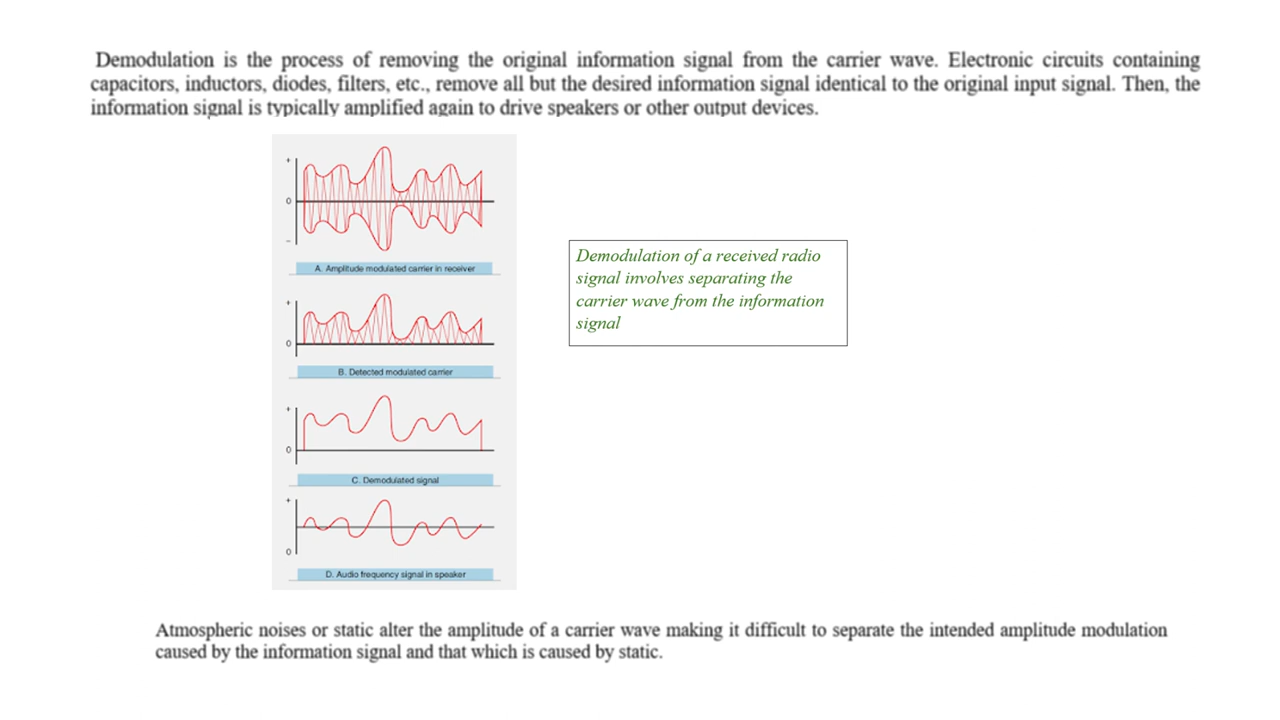 Demodulation is the process of removing the original information signal from the carrier wave. Electronic circuits containing
capacitors, inductors, diodes, filters, etc., remove all but the desired information signal identical to the original input signal. Then, the
information signal is typically amplified again to drive speakers or other output devices.
+
0
–
A. Amplitude modulated carrier in receiver
+
0
B. Detected modulated carrier
+
0
C. Demodulated signal
+
0
D. Audio frequency signal in speaker
Demodulation of a received radio
signal involves separating the
carrier wave from the information
signal
Atmospheric noises or static alter the amplitude of a carrier wave making it difficult to separate the intended amplitude modulation
caused by the information signal and that which is caused by static.